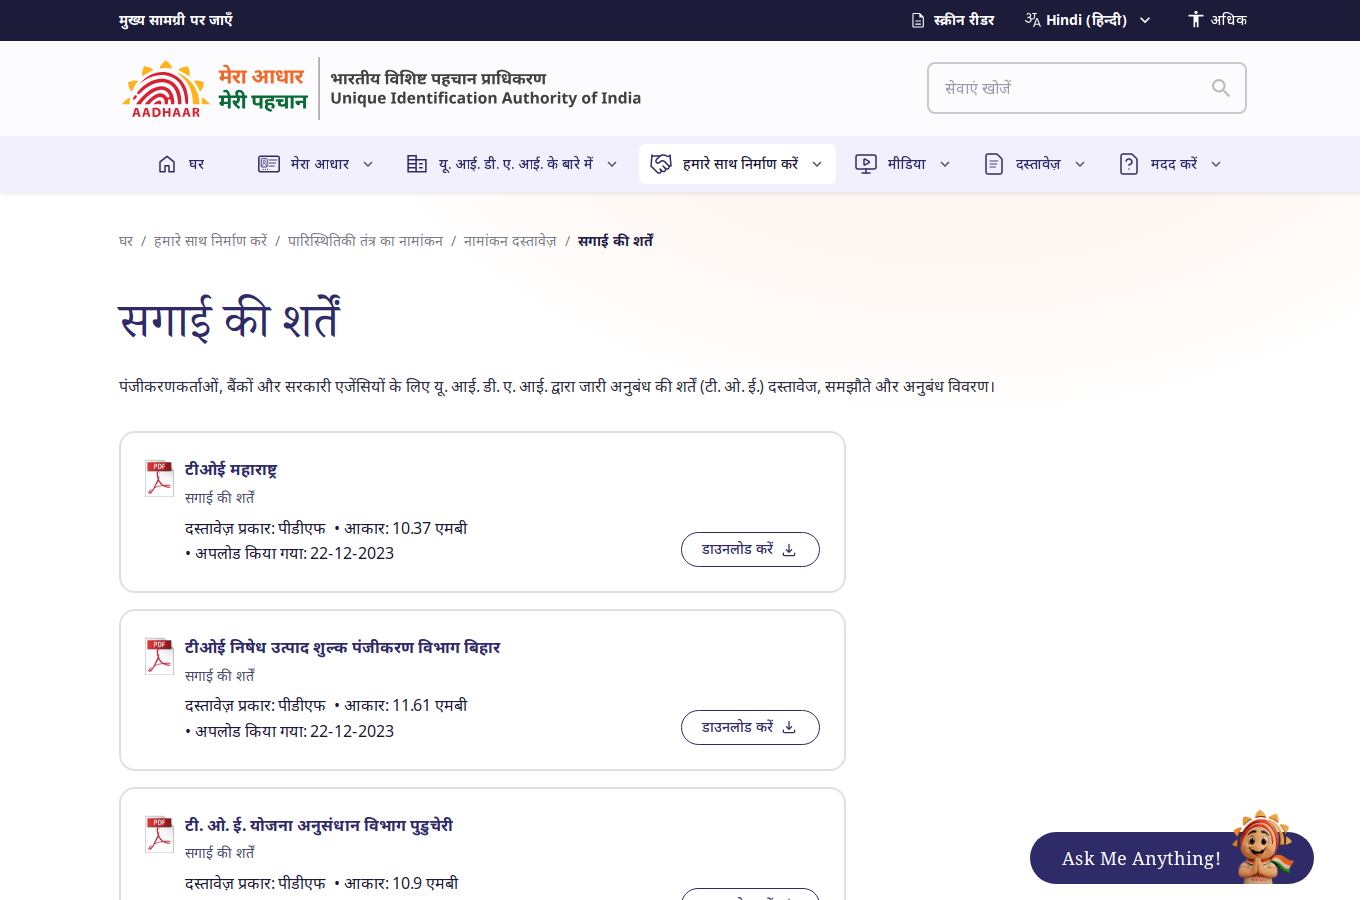 मुख्य सामग्री पर जाएँ
स्क्रीन रीडर
Hindi (हिन्दी)
अधिक
मेरा आधार
मेरी पहचान
AADHAAR
भारतीय विशिष्ट पहचान प्राधिकरण
Unique Identification Authority of India
सेवाएं खोजें
घर
मेरा आधार
यू. आई. डी. ए. आई. के बारे में
हमारे साथ निर्माण करें
मीडिया
दस्तावेज़
मदद करें
घर / हमारे साथ निर्माण करें / पारिस्थितिकी तंत्र का नामांकन / नामांकन दस्तावेज़ / सगाई की शर्तें
सगाई की शर्तें
पंजीकरणकर्ताओं, बैंकों और सरकारी एजेंसियों के लिए यू. आई. डी. ए. आई. द्वारा जारी अनुबंध की शर्तें (टी. ओ. ई.) दस्तावेज, समझौते और अनुबंध विवरण।
PDF
टीओई महाराष्ट्र
सगाई की शर्तें
दस्तावेज़ प्रकार: पीडीएफ • आकार: 10.37 एमबी
• अपलोड किया गया: 22-12-2023
डाउनलोड करें
PDF
टीओई निषेध उत्पाद शुल्क पंजीकरण विभाग बिहार
सगाई की शर्तें
दस्तावेज़ प्रकार: पीडीएफ • आकार: 11.61 एमबी
• अपलोड किया गया: 22-12-2023
डाउनलोड करें
PDF
टी. ओ. ई. योजना अनुसंधान विभाग पुडुचेरी
सगाई की शर्तें
दस्तावेज़ प्रकार: पीडीएफ • आकार: 10.9 एमबी
Ask Me Anything!